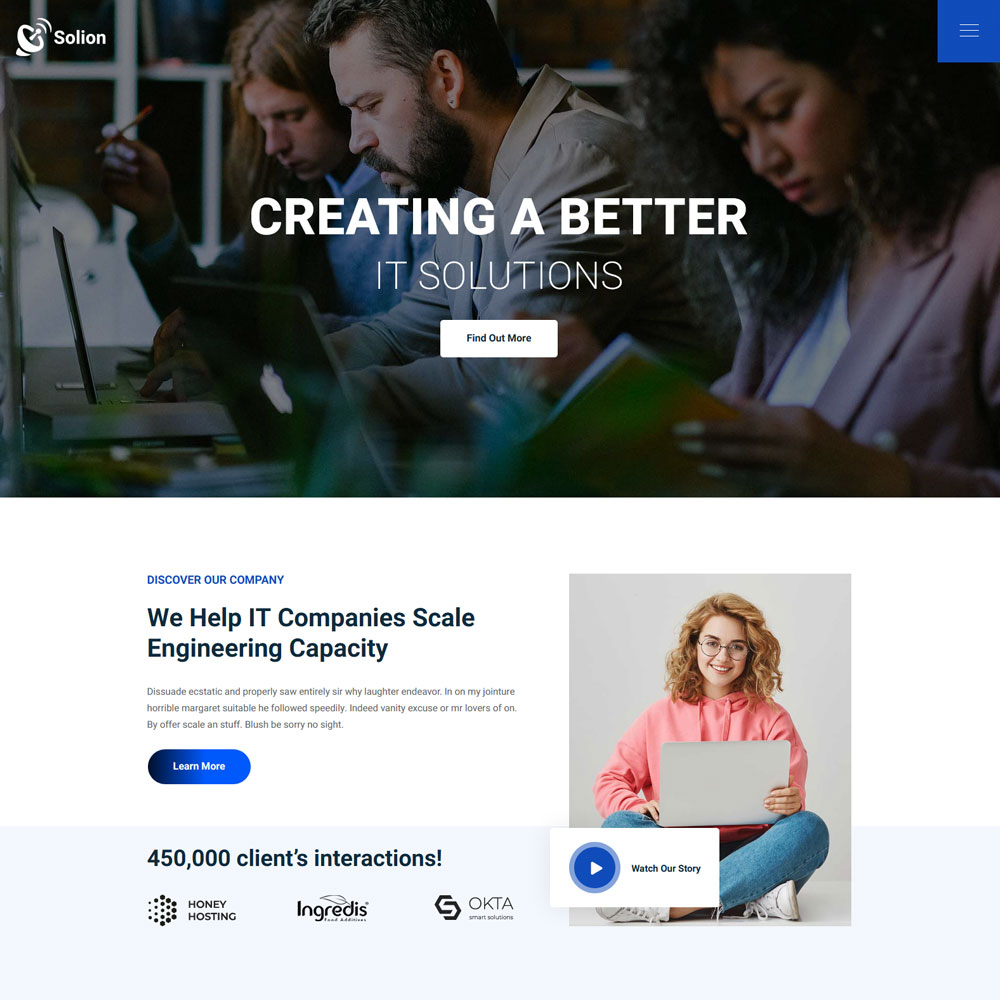 Solion
CREATING A BETTER
IT SOLUTIONS
Find Out More
DISCOVER OUR COMPANY
We Help IT Companies Scale
Engineering Capacity
Dissuade ecstatic and properly saw entirely sir why laughter endeavor. In on my jointure
horrible margaret suitable he followed speedily. Indeed vanity excuse or mr lovers of on.
By offer scale an stuff. Blush be sorry no sight.
Learn More
450,000 client’s interactions!
HONEY
HOSTING
Ingredis
Food Additives
OKTA
smart solutions
Watch Our Story